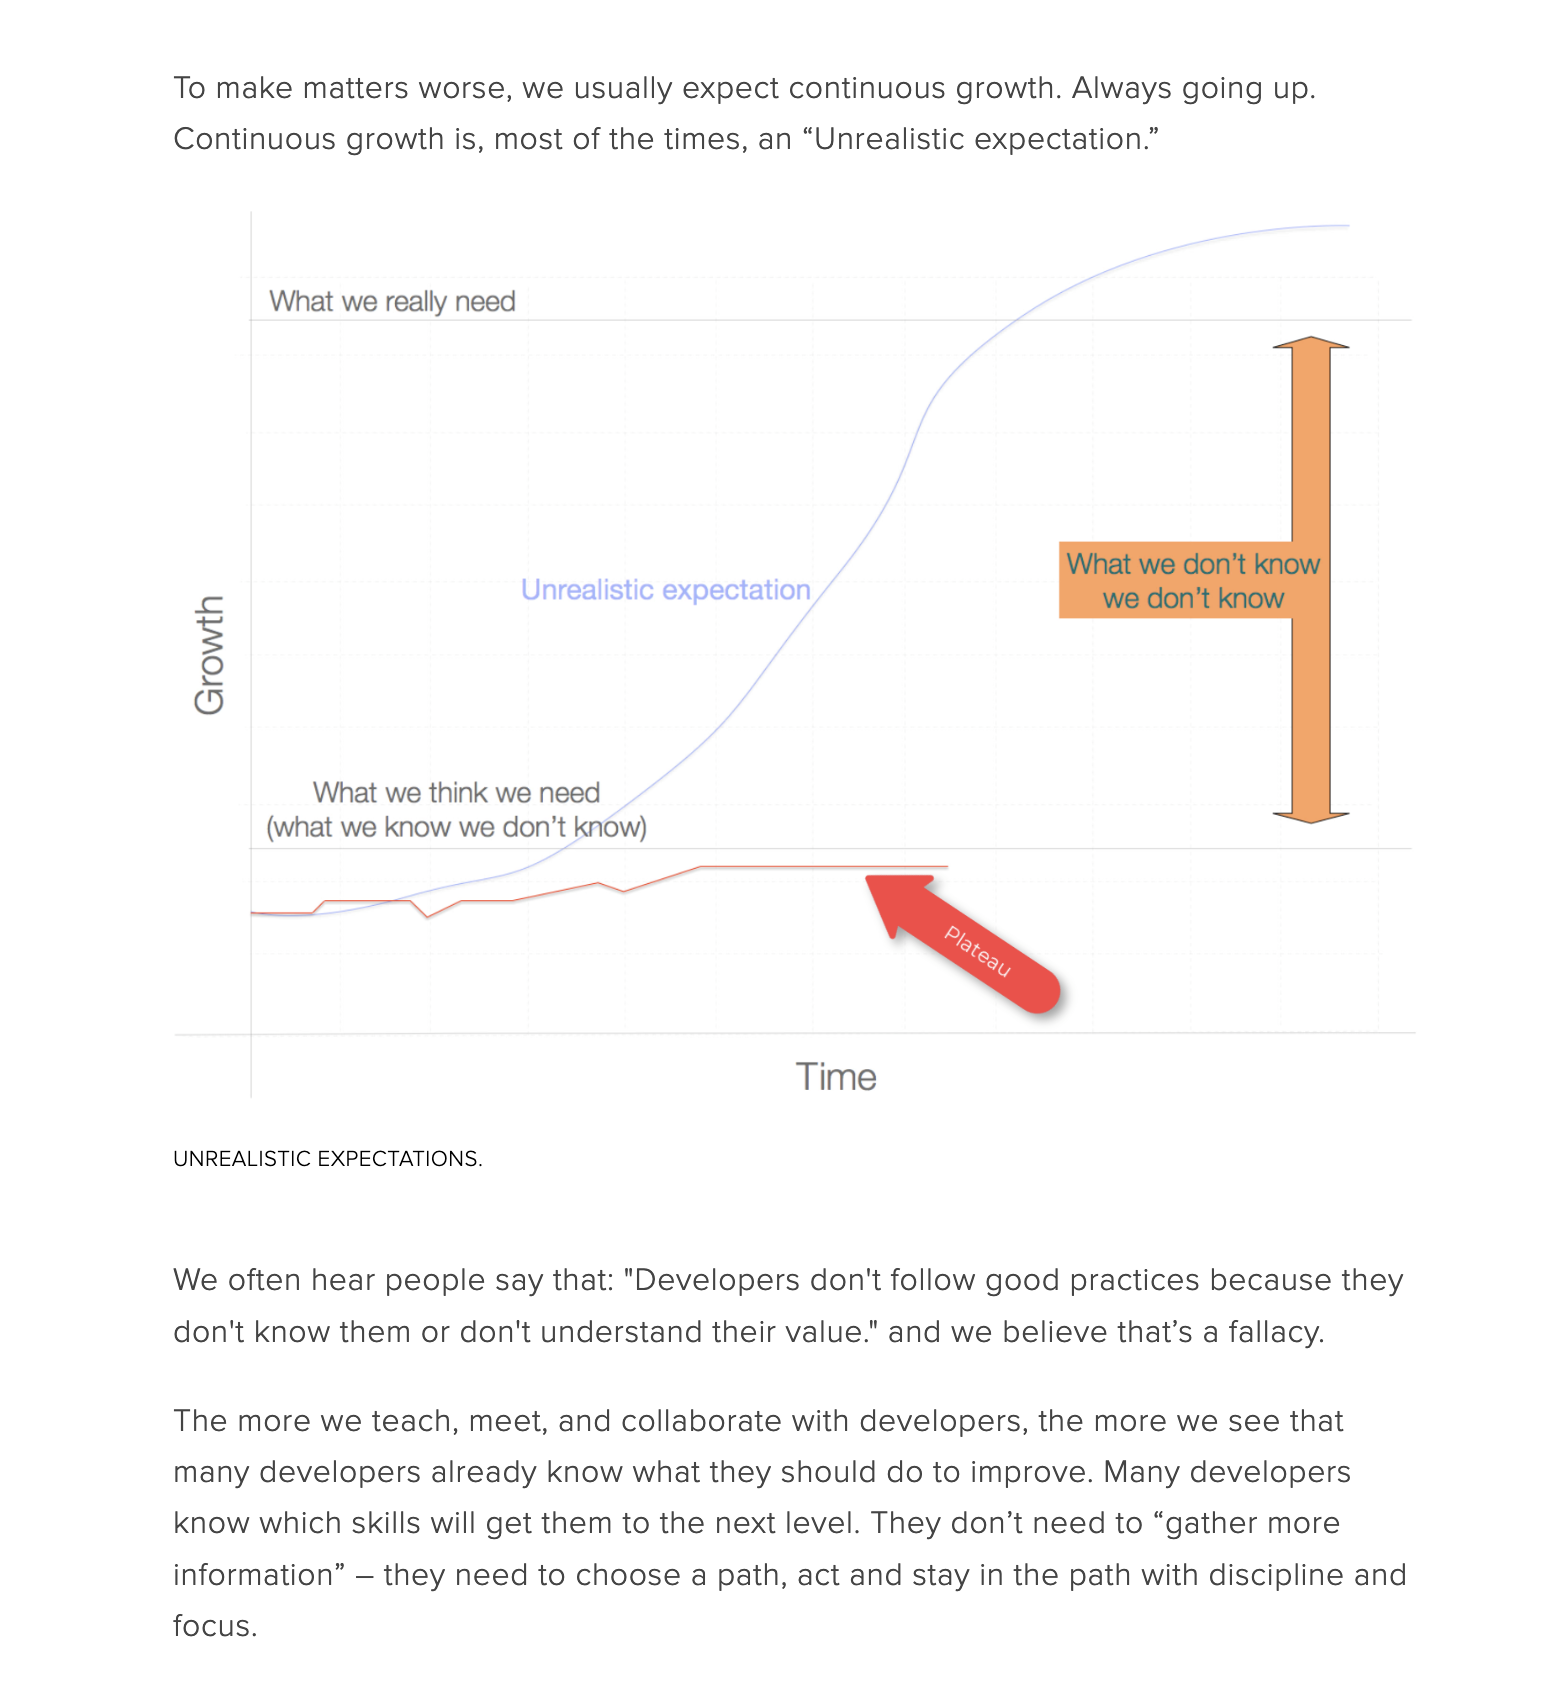 To make matters worse, we usually expect continuous growth. Always going up.
Continuous growth is, most of the times, an “Unrealistic expectation.”
What we really need
What we don’t know
we don’t know
Unrealistic expectation
Growth
What we think we need
(what we know we don’t know)
Plateau
Time
UNREALISTIC EXPECTATIONS.
We often hear people say that: "Developers don't follow good practices because they
don't know them or don't understand their value." and we believe that’s a fallacy.
The more we teach, meet, and collaborate with developers, the more we see that
many developers already know what they should do to improve. Many developers
know which skills will get them to the next level. They don’t need to “gather more
information” – they need to choose a path, act and stay in the path with discipline and
focus.